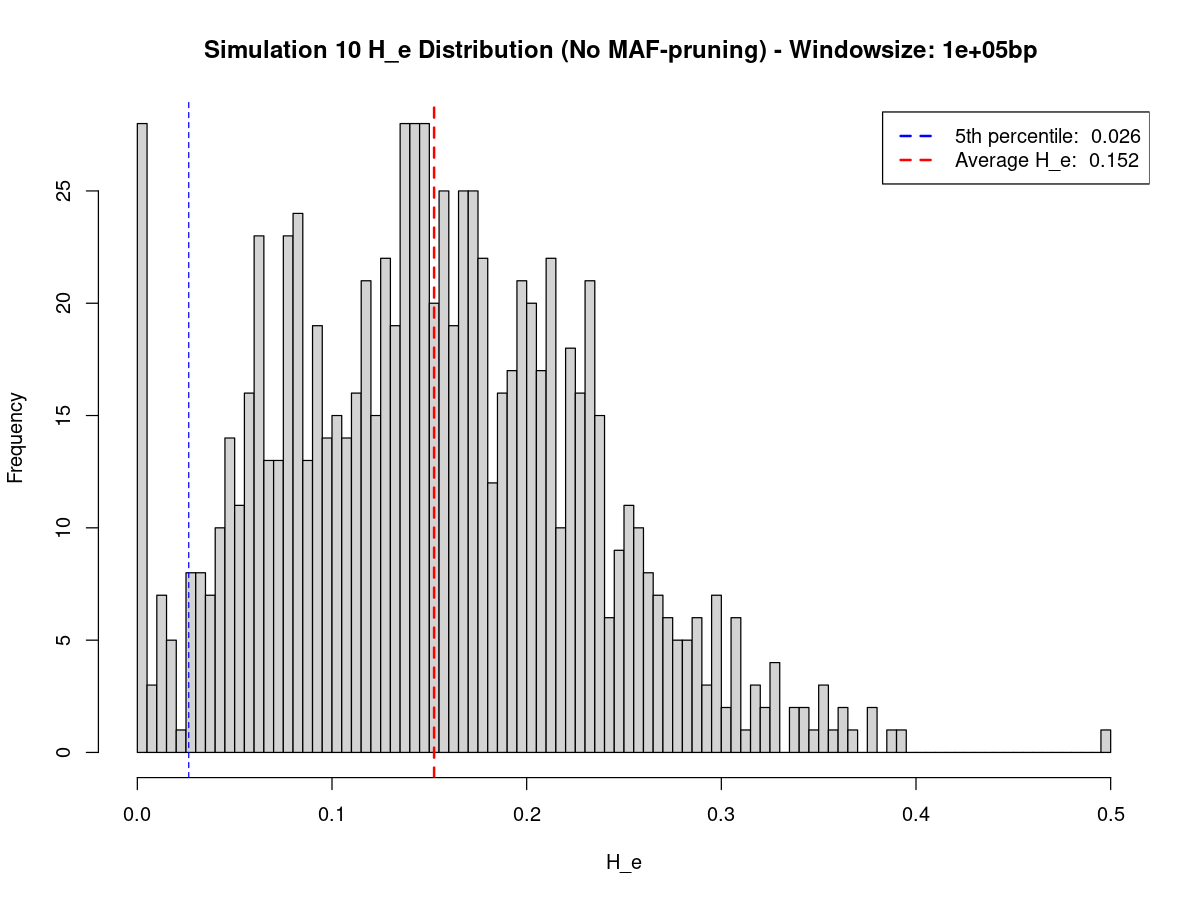 Simulation 10 H_e Distribution (No MAF-pruning) - Windowsize: 1e+05bp
5th percentile: 0.026
Average H_e: 0.152
Frequency
25
20
15
10
5
0
0.0 0.1 0.2 0.3 0.4 0.5
H_e